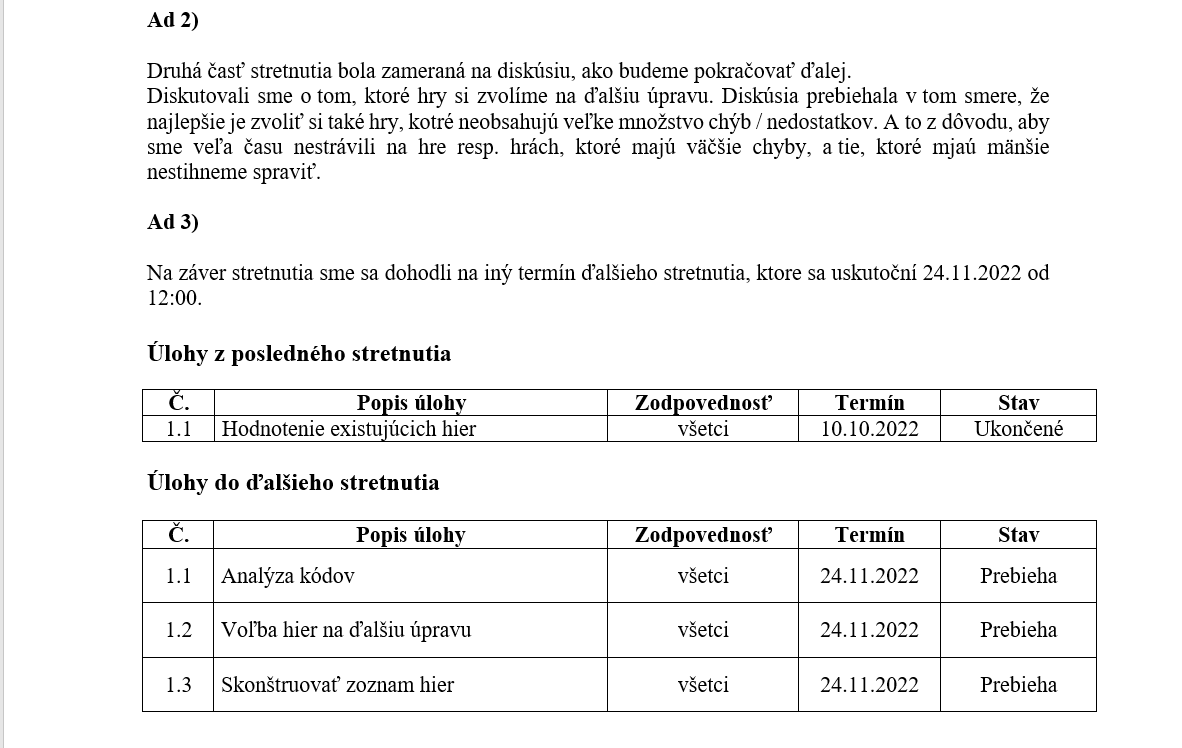 Ad 2)
Druhá časť stretnutia bola zameraná na diskúsiu, ako budeme pokračovať ďalej.
Diskutovali sme o tom, ktoré hry si zvolíme na ďalšiu úpravu. Diskúsia prebiehala v tom smere, že
najlepšie je zvoliť si také hry, kotré neobsahujú veľke množstvo chýb / nedostatkov. A to z dôvodu, aby
sme veľa času nestrávili na hre resp. hrách, ktoré majú väčšie chyby, a tie, ktoré mjaú mänšie
nestihneme spraviť.
Ad 3)
Na záver stretnutia sme sa dohodli na iný termín ďalšieho stretnutia, ktore sa uskutoční 24.11.2022 od
12:00.
Úlohy z posledného stretnutia
Č. Popis úlohy Zodpovednosť Termín Stav
1.1 Hodnotenie existujúcich hier všetci 10.10.2022 Ukončené
Úlohy do ďalšieho stretnutia
Č. Popis úlohy Zodpovednosť Termín Stav
1.1 Analýza kódov všetci 24.11.2022 Prebieha
1.2 Voľba hier na ďalšiu úpravu všetci 24.11.2022 Prebieha
1.3 Skonštruovať zoznam hier všetci 24.11.2022 Prebieha